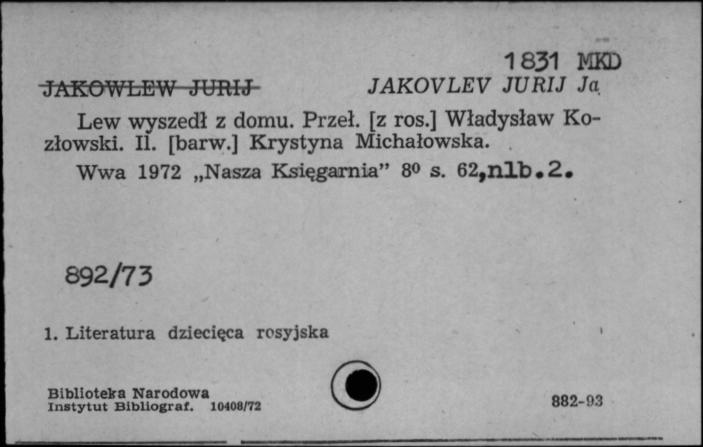 1831 MKD
JAKOWLEW JURIJ JAKOVLEV JURIJ Ja
Lew wyszedł z domu. Przeł. [z ros.] Władysław Ko-
złowski. Il. [barw.] Krystyna Michałowska.
Wwa 1972 „Nasza Księgarnia” 8⁰ s. 62,nlb.2.
892/73
1. Literatura dziecięca rosyjska
Biblioteka Narodowa
Instytut Bibliograf. 10408/72
882-93